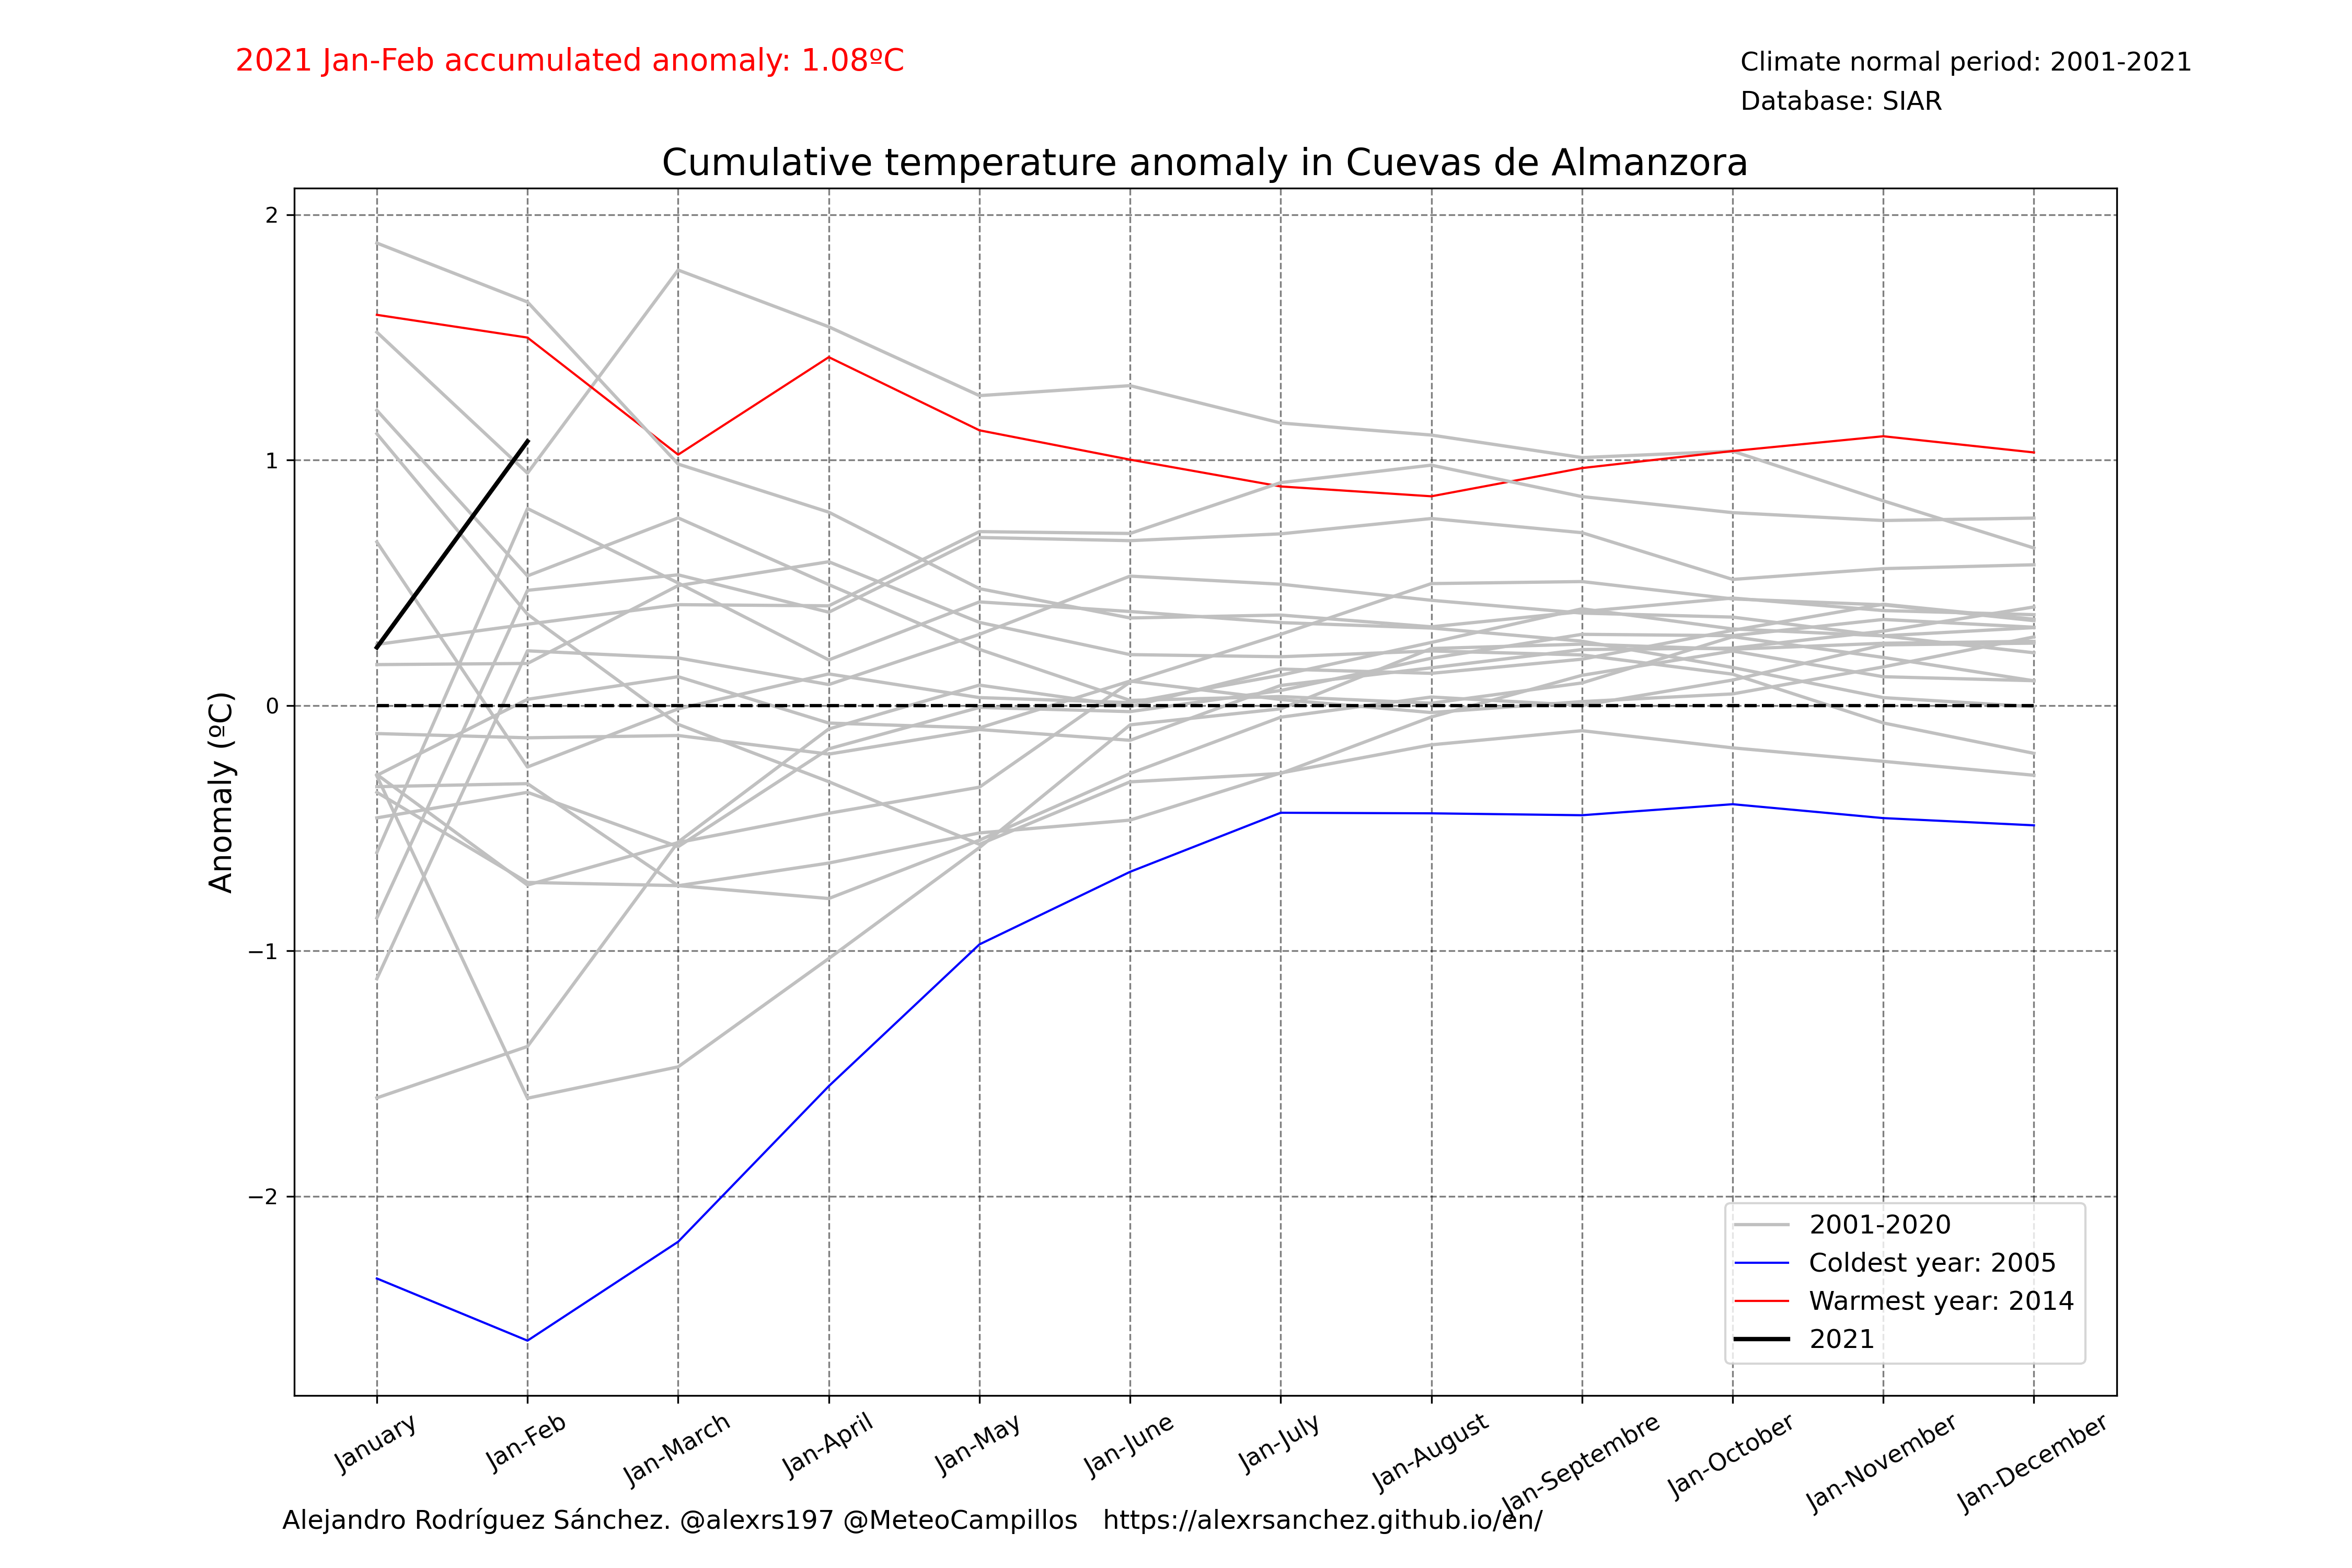 2021 Jan-Feb accumulated anomaly: 1.08ºC
Climate normal period: 2001-2021
Database: SIAR
Cumulative temperature anomaly in Cuevas de Almanzora
Anomaly (ºC)
2
1
0
−1
−2
2001-2020
Coldest year: 2005
Warmest year: 2014
2021
January
Jan-Feb
Jan-March
Jan-April
Jan-May
Jan-June
Jan-July
Jan-August
Jan-Septembre
Jan-October
Jan-November
Jan-December
Alejandro Rodríguez Sánchez. @alexrs197 @MeteoCampillos https://alexrsanchez.github.io/en/